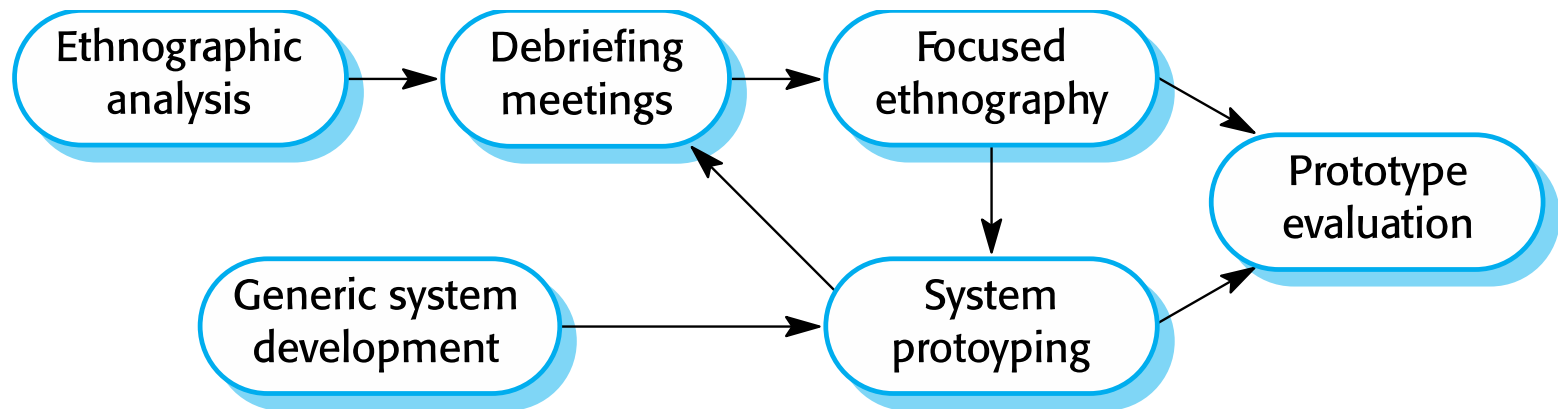 Ethnographic
analysis
Debriefing
meetings
Focused
ethnography
Prototype
evaluation
Generic system
development
System
protoyping